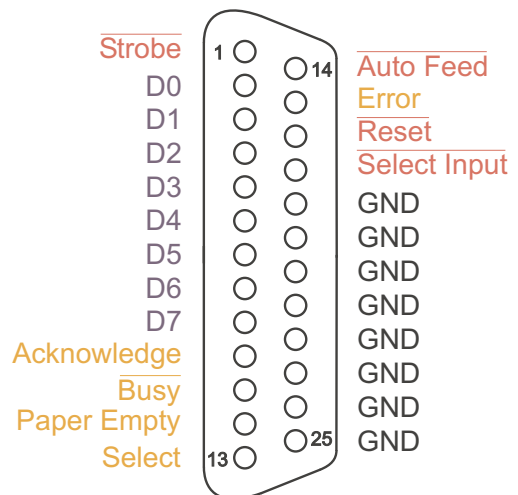 Strobe
D0
D1
D2
D3
D4
D5
D6
D7
Acknowledge
Busy
Paper Empty
Select
1
13
14
25
Auto Feed
Error
Reset
Select Input
GND
GND
GND
GND
GND
GND
GND
GND